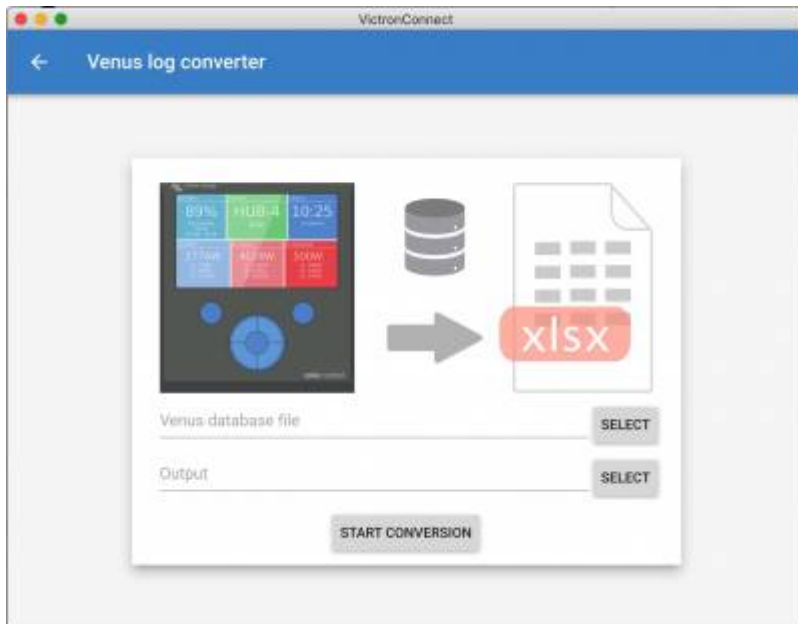 VictronConnect
Venus log converter
89% HUB-4 10:25
xlsx
Venus database file
SELECT
Output
SELECT
START CONVERSION